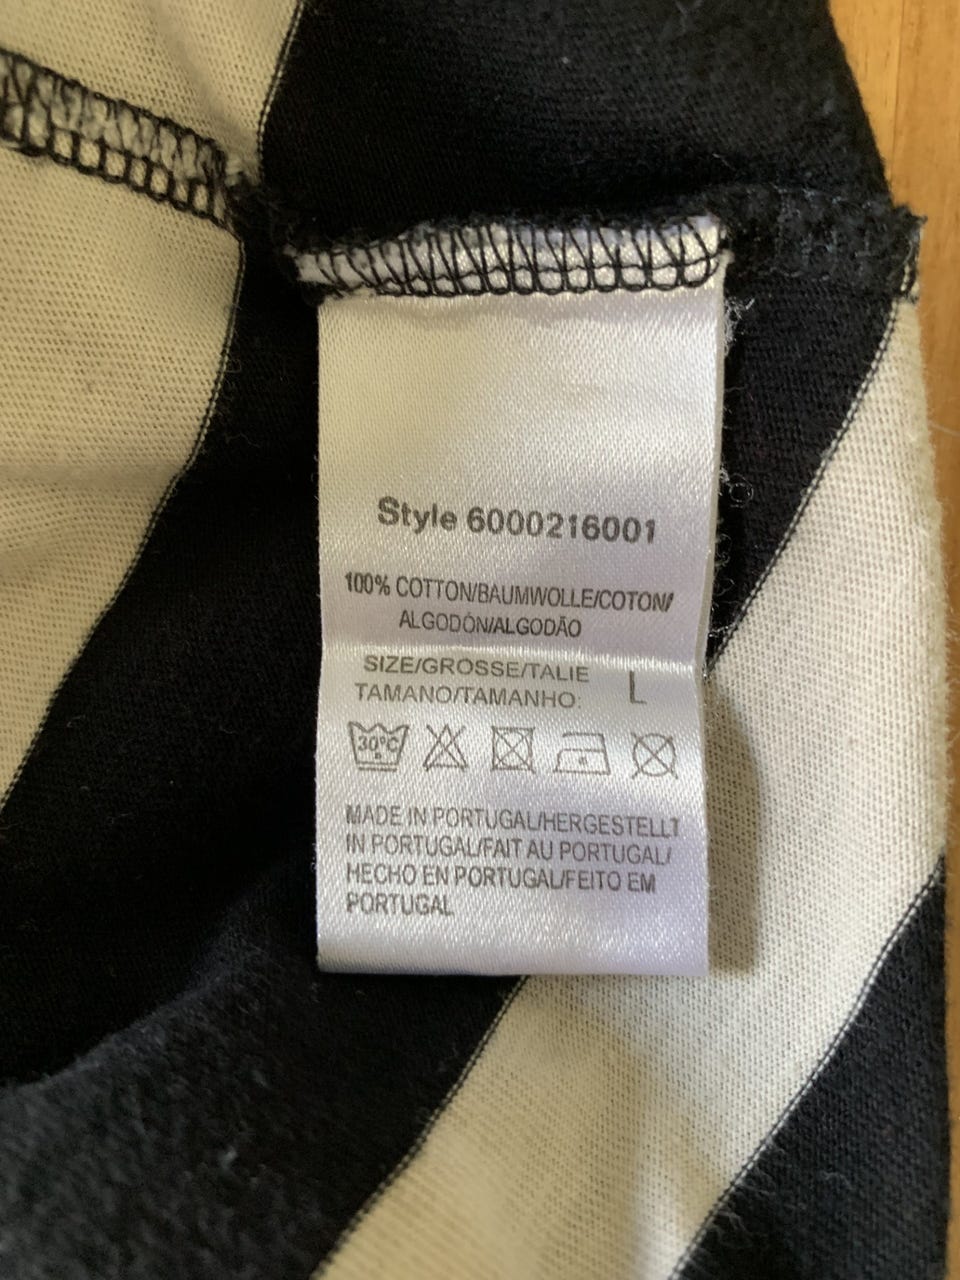 Style 6000216001
100% COTTON/BAUMWOLLE/COTON/
ALGODÓN/ALGODÃO
SIZE/GROSSE/TALIE
TAMANO/TAMANHO: L
30°C
MADE IN PORTUGAL/HERGESTELLT
IN PORTUGAL/FAIT AU PORTUGAL/
HECHO EN PORTUGAL/FEITO EM
PORTUGAL